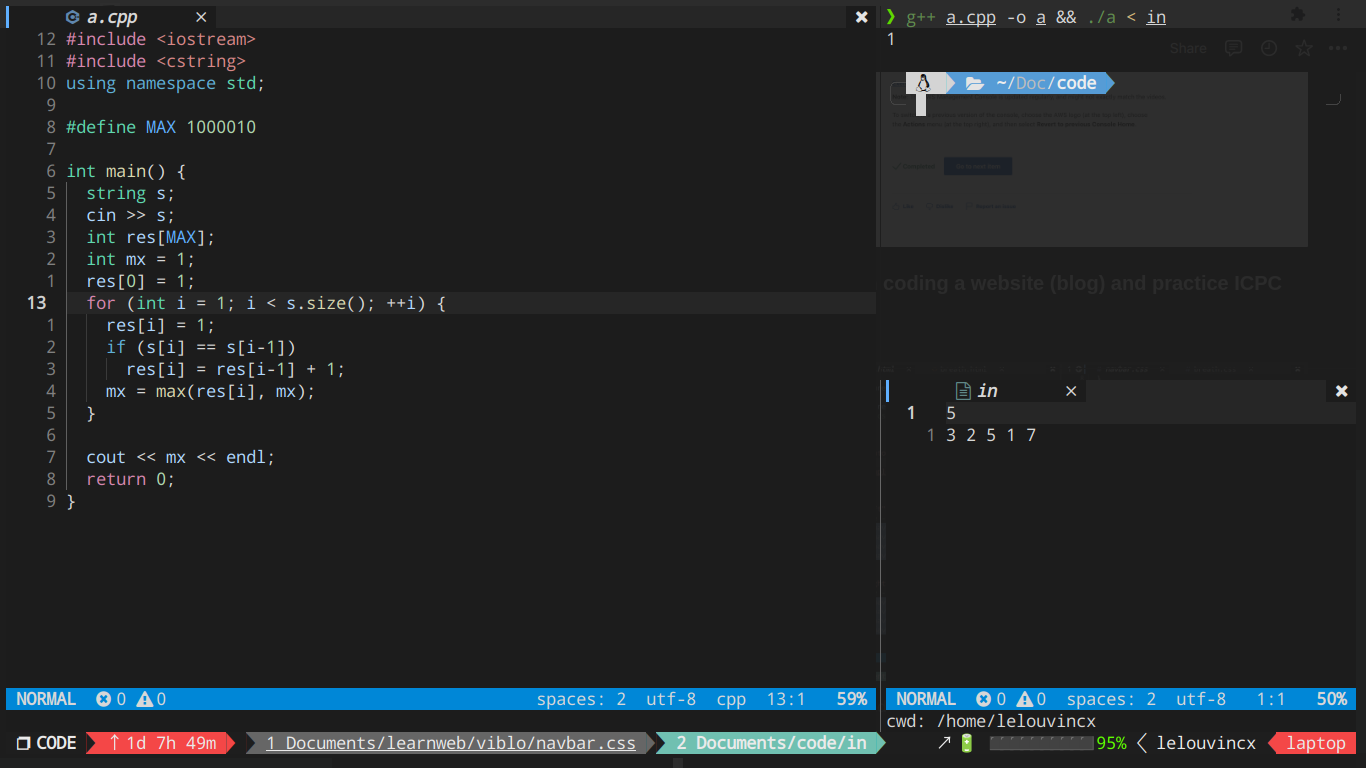 a.cpp ×
12 #include <iostream>
11 #include <cstring>
10 using namespace std;
9
8 #define MAX 1000010
7
6 int main() {
5 string s;
4 cin >> s;
3 int res[MAX];
2 int mx = 1;
1 res[0] = 1;
13 for (int i = 1; i < s.size(); ++i) {
1 res[i] = 1;
2 if (s[i] == s[i-1])
3 res[i] = res[i-1] + 1;
4 mx = max(res[i], mx);
5 }
6
7 cout << mx << endl;
8 return 0;
9 }
NORMAL 0 0 spaces: 2 utf-8 cpp 13:1 59%
❯ g++ a.cpp -o a && ./a < in
1
Share
~/Doc/code
coding a website (blog) and practice ICPC
in ×
1 5
1 3 2 5 1 7
NORMAL 0 0 spaces: 2 utf-8 1:1 50%
cwd: /home/lelouvincx
CODE ↑ 1d 7h 49m 1 Documents/learnweb/viblo/navbar.css 2 Documents/code/in ↗ 95% lelouvincx laptop